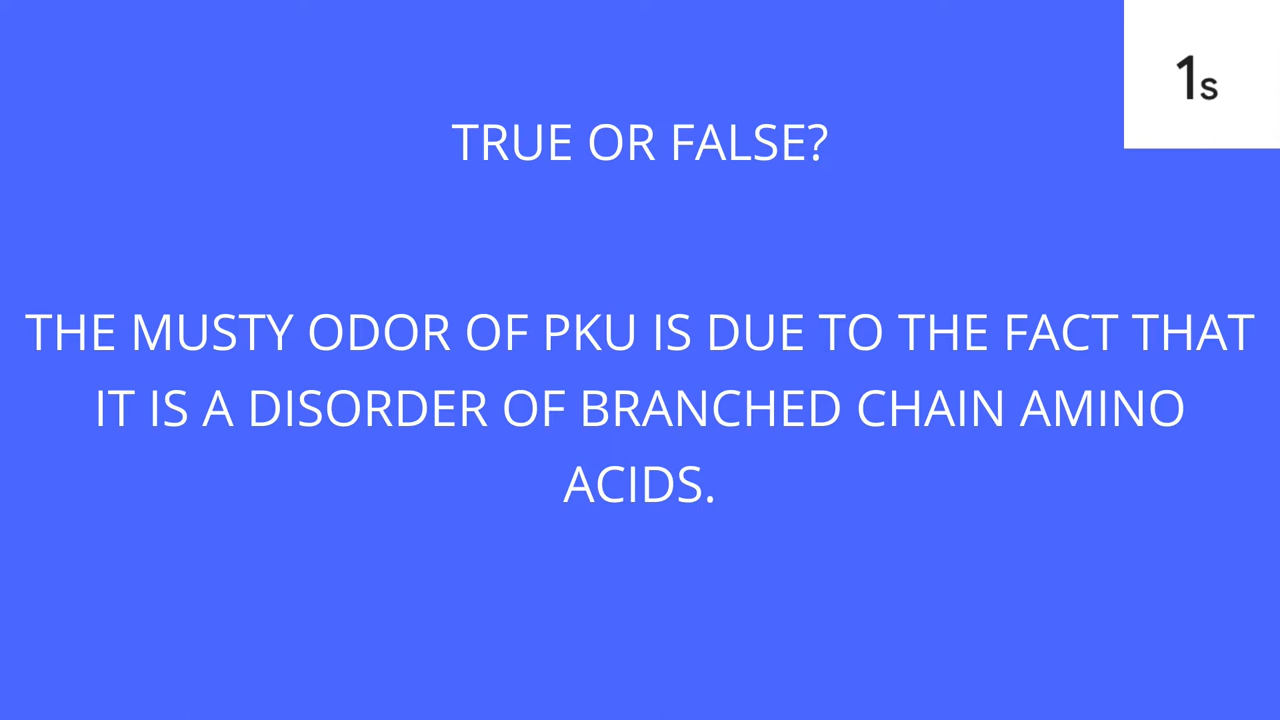 1s
TRUE OR FALSE?
THE MUSTY ODOR OF PKU IS DUE TO THE FACT THAT
IT IS A DISORDER OF BRANCHED CHAIN AMINO
ACIDS.